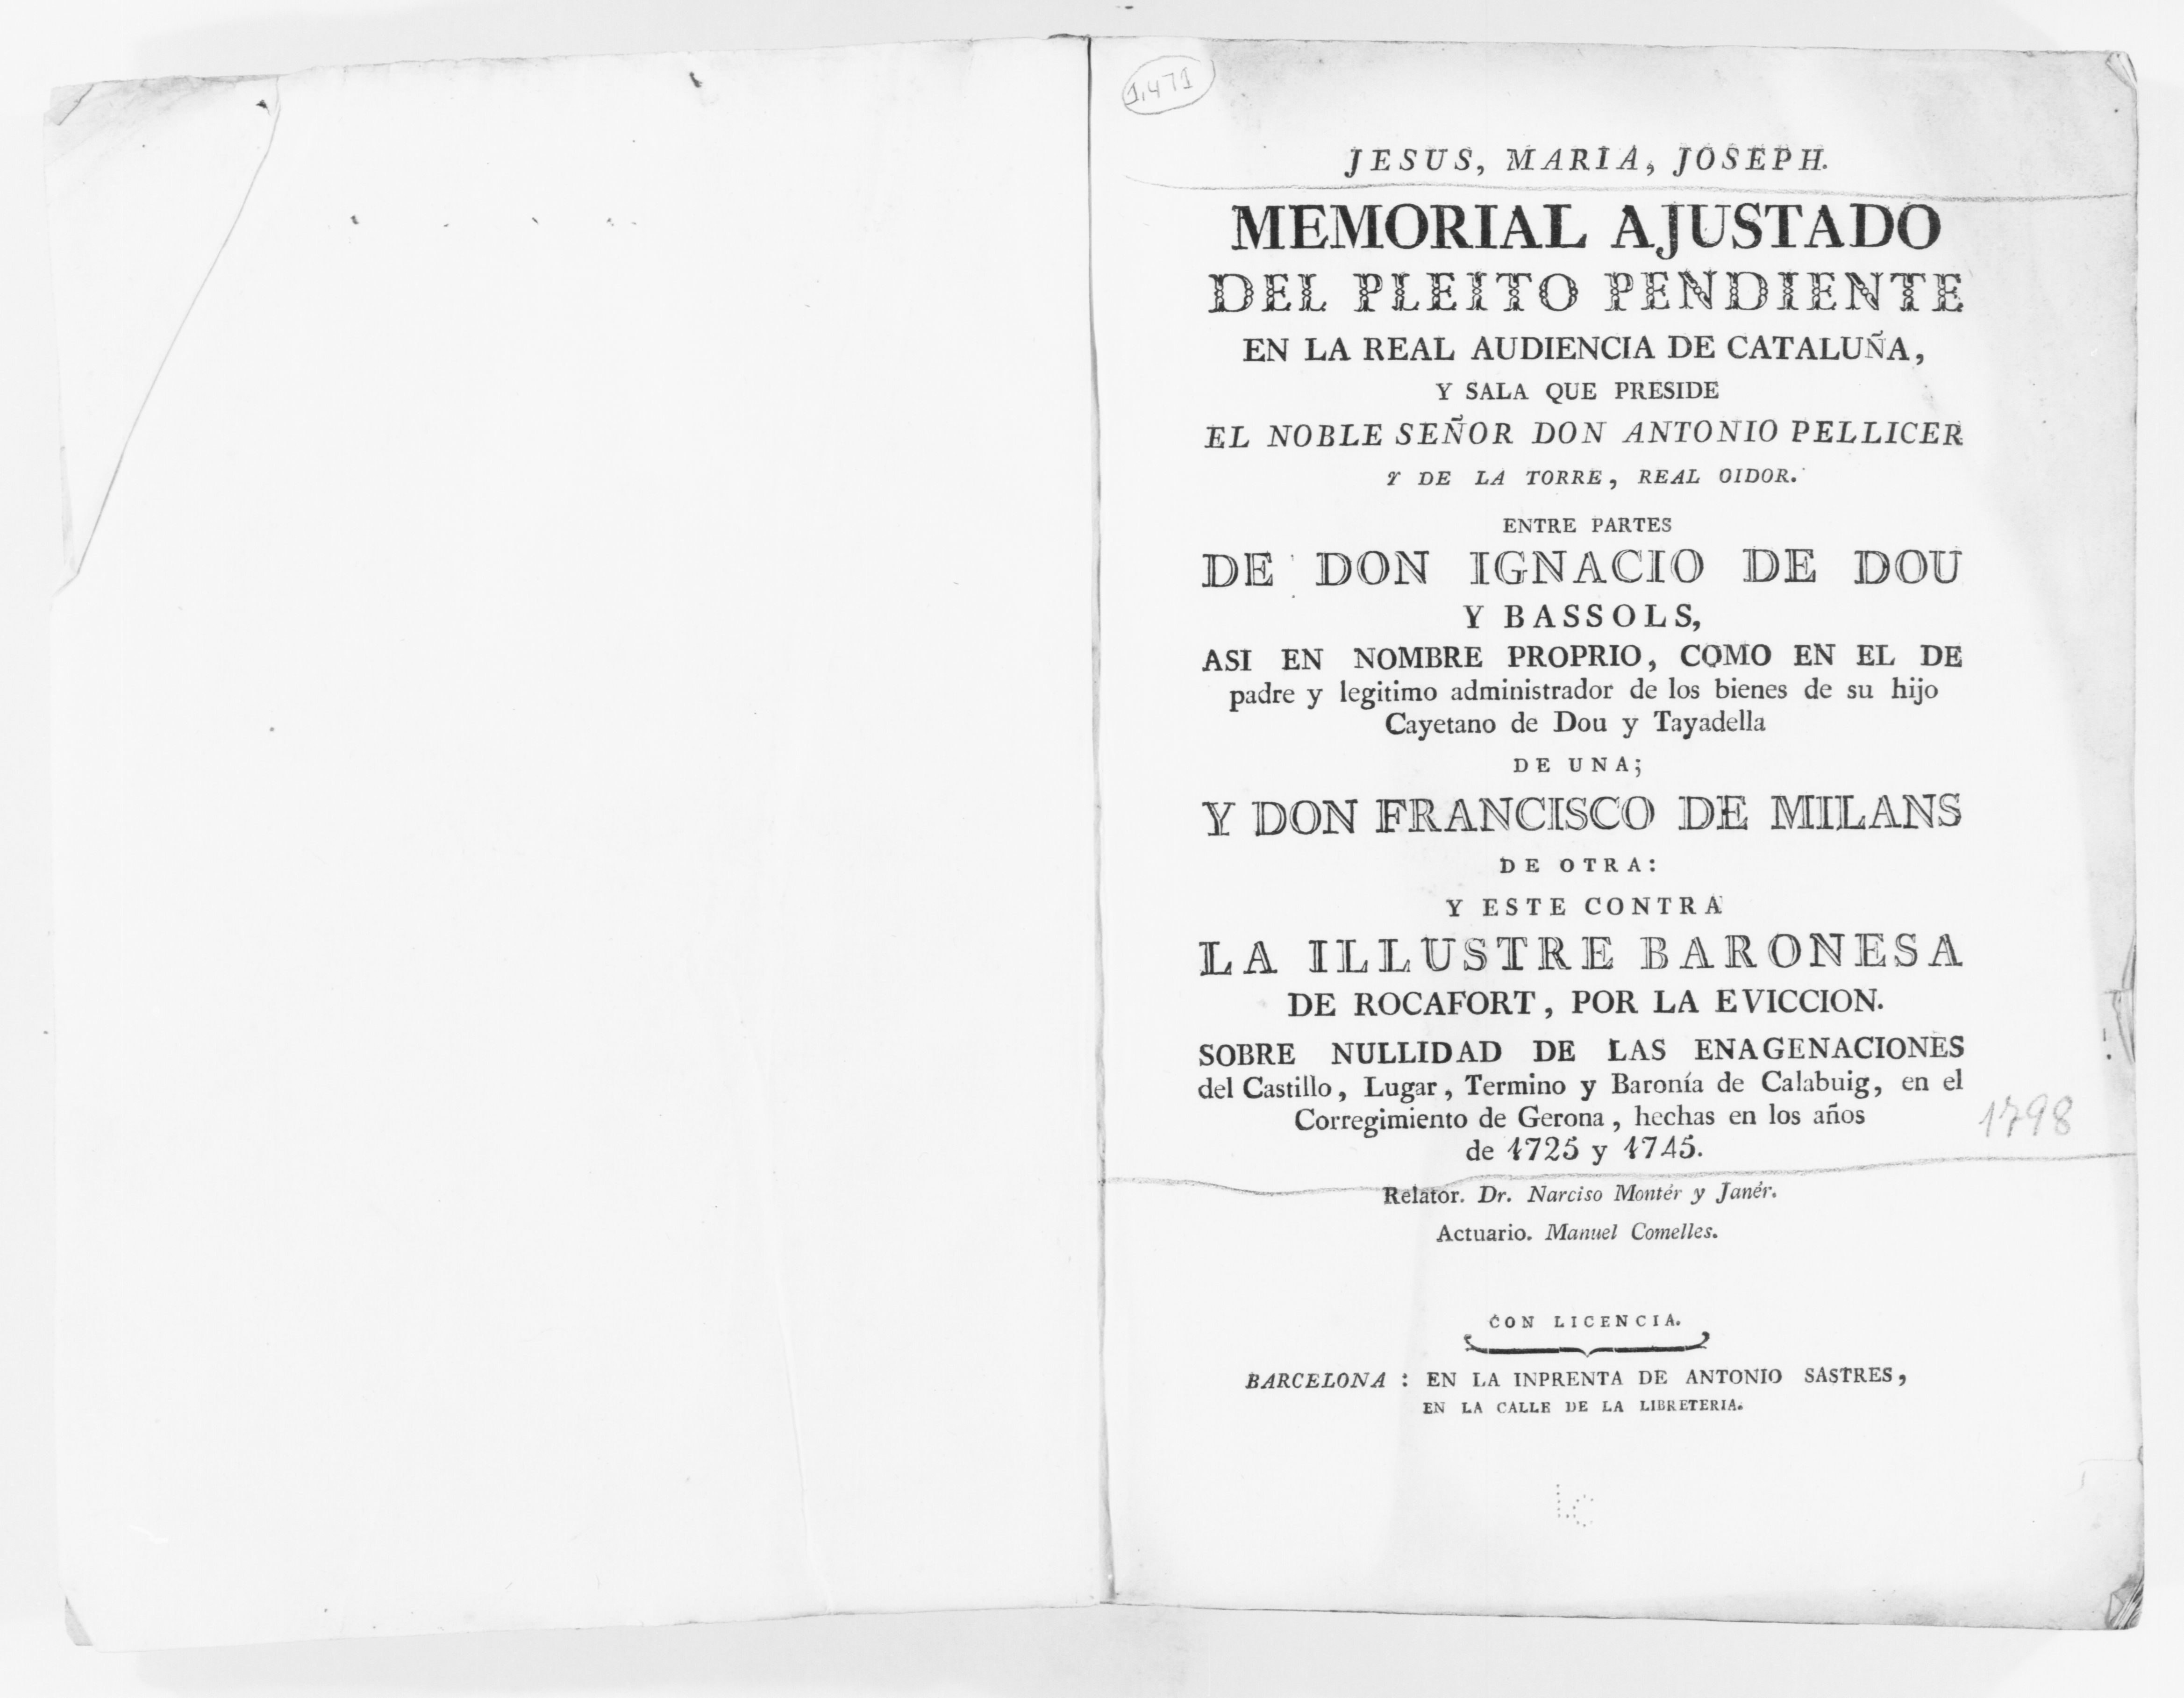 1,471
JESUS, MARIA, JOSEPH.
MEMORIAL AJUSTADO
DEL PLEITO PENDIENTE
EN LA REAL AUDIENCIA DE CATALUÑA,
Y SALA QUE PRESIDE
EL NOBLE SEÑOR DON ANTONIO PELLICER
Y DE LA TORRE, REAL OIDOR.
ENTRE PARTES
DE DON IGNACIO DE DOU
Y BASSOLS,
ASI EN NOMBRE PROPRIO, COMO EN EL DE
padre y legitimo administrador de los bienes de su hijo
Cayetano de Dou y Tayadella
DE UNA;
Y DON FRANCISCO DE MILANS
DE OTRA:
Y ESTE CONTRA
LA ILLUSTRE BARONESA
DE ROCAFORT, POR LA EVICCION.
SOBRE NULLIDAD DE LAS ENAGENACIONES
del Castillo, Lugar, Termino y Baronía de Calabuig, en el
Corregimiento de Gerona, hechas en los años
de 1725 y 1745.
1798
Relator. Dr. Narciso Montér y Janér.
Actuario. Manuel Comelles.
CON LICENCIA.
BARCELONA: EN LA INPRENTA DE ANTONIO SASTRES,
EN LA CALLE DE LA LIBRETERIA.
LC